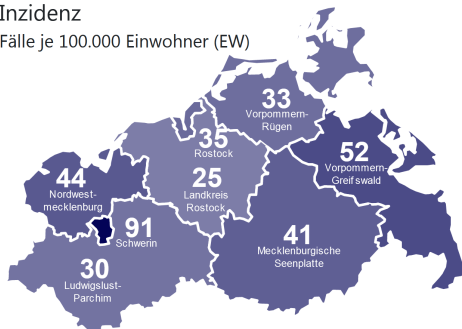 Inzidenz
Fälle je 100.000 Einwohner (EW)
33
Vorpommern-
Rügen
35
Rostock
52
Vorpommern-
Greifswald
44
Nordwest-
mecklenburg
25
Landkreis
Rostock
91
Schwerin
41
Mecklenburgische
Seenplatte
30
Ludwigslust-
Parchim